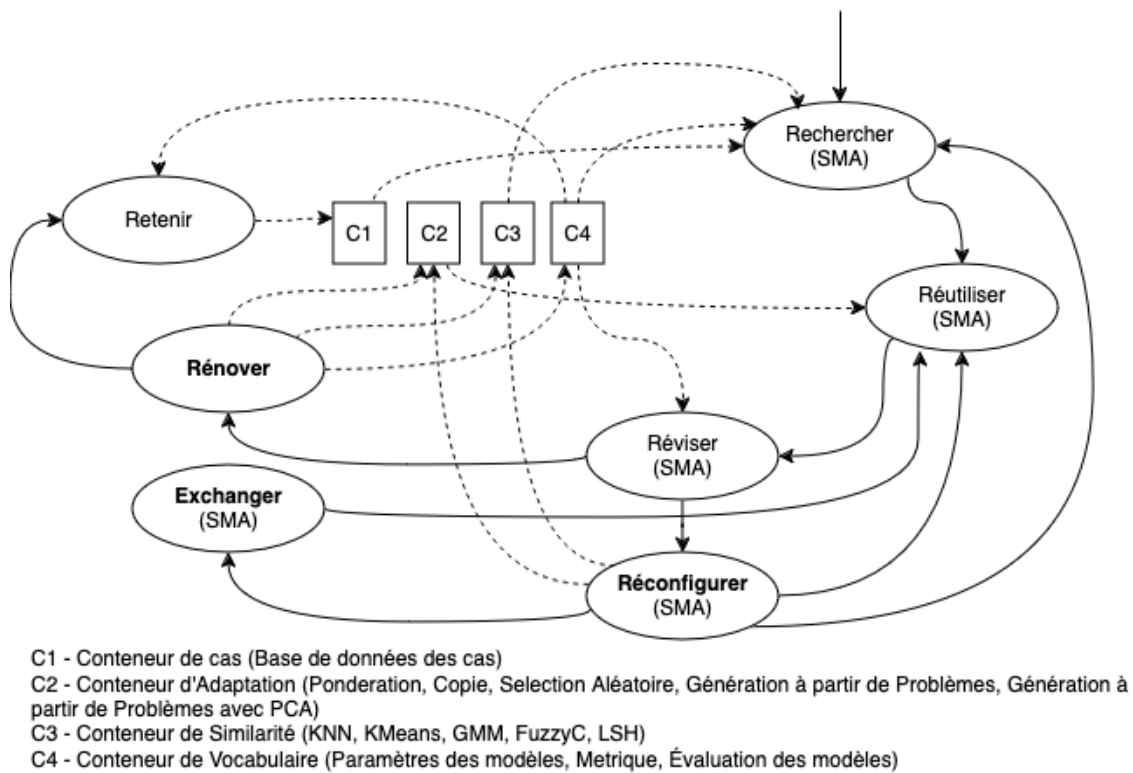 Rechercher
(SMA)
Retenir
C1
C2
C3
C4
Réutiliser
(SMA)
Rénover
Réviser
(SMA)
Exchanger
(SMA)
Réconfigurer
(SMA)
C1 - Conteneur de cas (Base de données des cas)
C2 - Conteneur d'Adaptation (Ponderation, Copie, Selection Aléatoire, Génération à partir de Problèmes, Génération à
partir de Problèmes avec PCA)
C3 - Conteneur de Similarité (KNN, KMeans, GMM, FuzzyC, LSH)
C4 - Conteneur de Vocabulaire (Paramètres des modèles, Metrique, Évaluation des modèles)